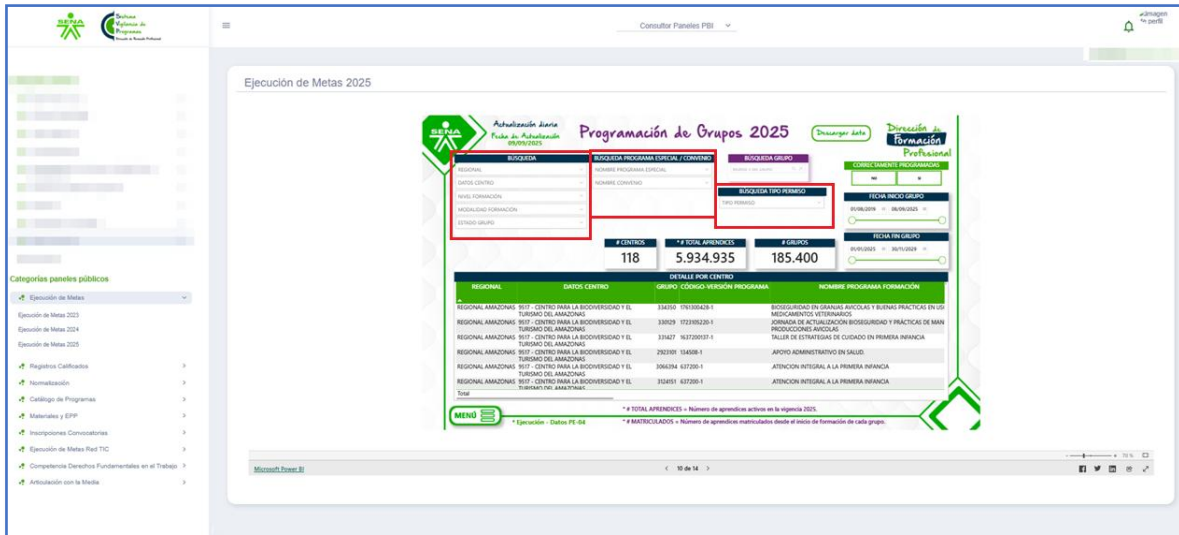 SENA
Sistema
Vigilancia de
Programas
Dirección de Formación Profesional
Consultor Paneles PBI
Imagen
de perfil
Categorías paneles públicos
Ejecución de Metas
Ejecución de Metas 2023
Ejecución de Metas 2024
Ejecución de Metas 2025
Registros Calificados
Normalización
Catálogo de Programas
Materiales y EPP
Inscripciones Convocatorias
Ejecución de Metas Red TIC
Competencia Derechos Fundamentales en el Trabajo
Articulación con la Media
Ejecución de Metas 2025
SENA
Actualización diaria
Fecha de Actualización
09/09/2025
Programación de Grupos 2025
Descargar data
Dirección de
Formación
Profesional
BÚSQUEDA
REGIONAL
DATOS CENTRO
NIVEL FORMACIÓN
MODALIDAD FORMACIÓN
ESTADO GRUPO
BÚSQUEDA PROGRAMA ESPECIAL / CONVENIO
NOMBRE PROGRAMA ESPECIAL
NOMBRE CONVENIO
BÚSQUEDA GRUPO
BÚSQUEDA TIPO PERMISO
TIPO PERMISO
CORRECTAMENTE PROGRAMADAS
NO SI
FECHA INICIO GRUPO
01/08/2019 08/09/2025
FECHA FIN GRUPO
01/01/2025 30/11/2029
# CENTROS
118
* # TOTAL APRENDICES
5.934.935
# GRUPOS
185.400
DETALLE POR CENTRO
REGIONAL DATOS CENTRO GRUPO CÓDIGO-VERSIÓN PROGRAMA NOMBRE PROGRAMA FORMACIÓN
REGIONAL AMAZONAS 9517 - CENTRO PARA LA BIODIVERSIDAD Y EL 334350 1761300428-1 BIOSEGURIDAD EN GRANJAS AVICOLAS Y BUENAS PRACTICAS EN
TURISMO DEL AMAZONAS MEDICAMENTOS VETERINARIOS
REGIONAL AMAZONAS 9517 - CENTRO PARA LA BIODIVERSIDAD Y EL 330129 1723105220-1 JORNADA DE ACTUALIZACIÓN BIOSEGURIDAD Y PRÁCTICAS DE MAN
TURISMO DEL AMAZONAS PRODUCCIONES AVICOLAS
REGIONAL AMAZONAS 9517 - CENTRO PARA LA BIODIVERSIDAD Y EL 331427 1637200137-1 TALLER DE ESTRATEGIAS DE CUIDADO EN PRIMERA INFANCIA
TURISMO DEL AMAZONAS
REGIONAL AMAZONAS 9517 - CENTRO PARA LA BIODIVERSIDAD Y EL 2923101 134508-1 .APOYO ADMINISTRATIVO EN SALUD.
TURISMO DEL AMAZONAS
REGIONAL AMAZONAS 9517 - CENTRO PARA LA BIODIVERSIDAD Y EL 3066394 637200-1 .ATENCION INTEGRAL A LA PRIMERA INFANCIA
TURISMO DEL AMAZONAS
REGIONAL AMAZONAS 9517 - CENTRO PARA LA BIODIVERSIDAD Y EL 3124151 637200-1 .ATENCION INTEGRAL A LA PRIMERA INFANCIA
TURISMO DEL AMAZONAS
Total
MENÚ
* Ejecución - Datos PE-04
* # TOTAL APRENDICES = Número de aprendices activos en la vigencia 2025.
* # MATRICULADOS = Número de aprendices matriculados desde el inicio de formación de cada grupo.
70 %
Microsoft Power BI
10 de 14